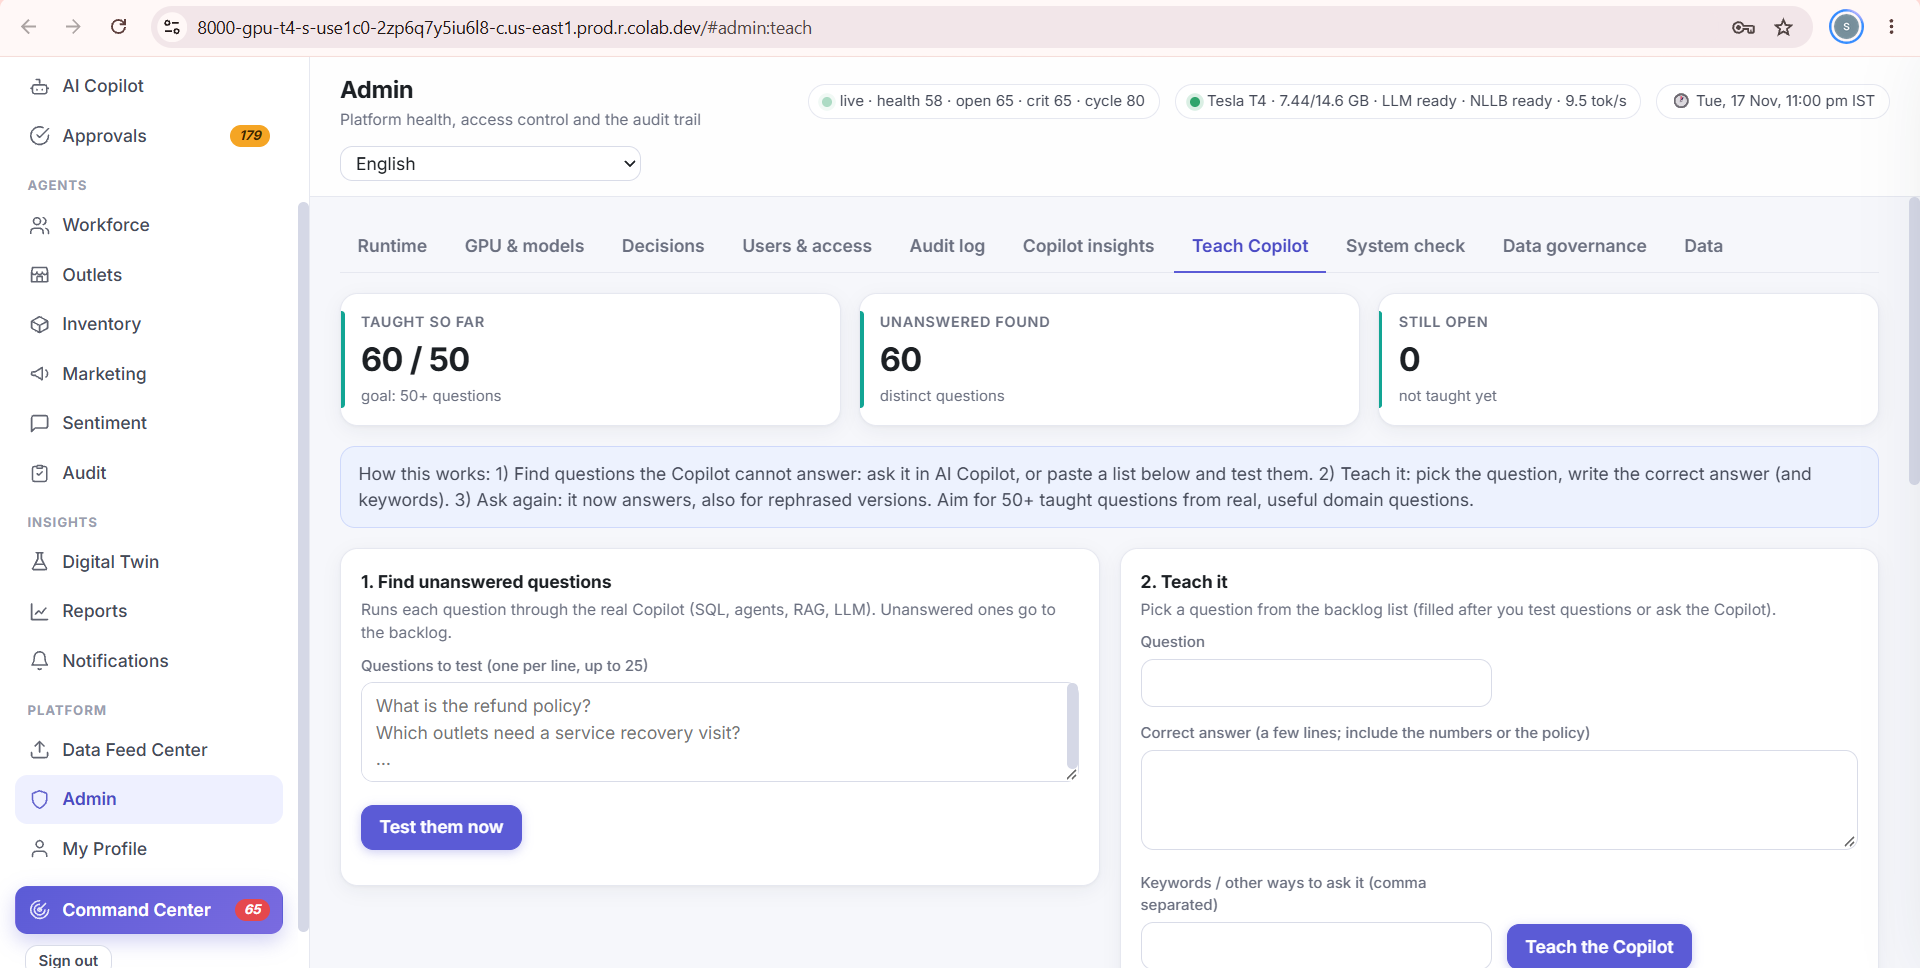 8000-gpu-t4-s-use1c0-2zp6q7y5iu6l8-c.us-east1.prod.r.colab.dev/#admin:teach
S
AI Copilot
Approvals 179
AGENTS
Workforce
Outlets
Inventory
Marketing
Sentiment
Audit
INSIGHTS
Digital Twin
Reports
Notifications
PLATFORM
Data Feed Center
Admin
My Profile
Command Center 65
Sign out
Admin
Platform health, access control and the audit trail
live · health 58 · open 65 · crit 65 · cycle 80
Tesla T4 · 7.44/14.6 GB · LLM ready · NLLB ready · 9.5 tok/s
Tue, 17 Nov, 11:00 pm IST
English
Runtime GPU & models Decisions Users & access Audit log Copilot insights Teach Copilot System check Data governance Data
TAUGHT SO FAR
60 / 50
goal: 50+ questions
UNANSWERED FOUND
60
distinct questions
STILL OPEN
0
not taught yet
How this works: 1) Find questions the Copilot cannot answer: ask it in AI Copilot, or paste a list below and test them. 2) Teach it: pick the question, write the correct answer (and
keywords). 3) Ask again: it now answers, also for rephrased versions. Aim for 50+ taught questions from real, useful domain questions.
1. Find unanswered questions
Runs each question through the real Copilot (SQL, agents, RAG, LLM). Unanswered ones go to
the backlog.
Questions to test (one per line, up to 25)
What is the refund policy?
Which outlets need a service recovery visit?
...
Test them now
2. Teach it
Pick a question from the backlog list (filled after you test questions or ask the Copilot).
Question
Correct answer (a few lines; include the numbers or the policy)
Keywords / other ways to ask it (comma
separated)
Teach the Copilot